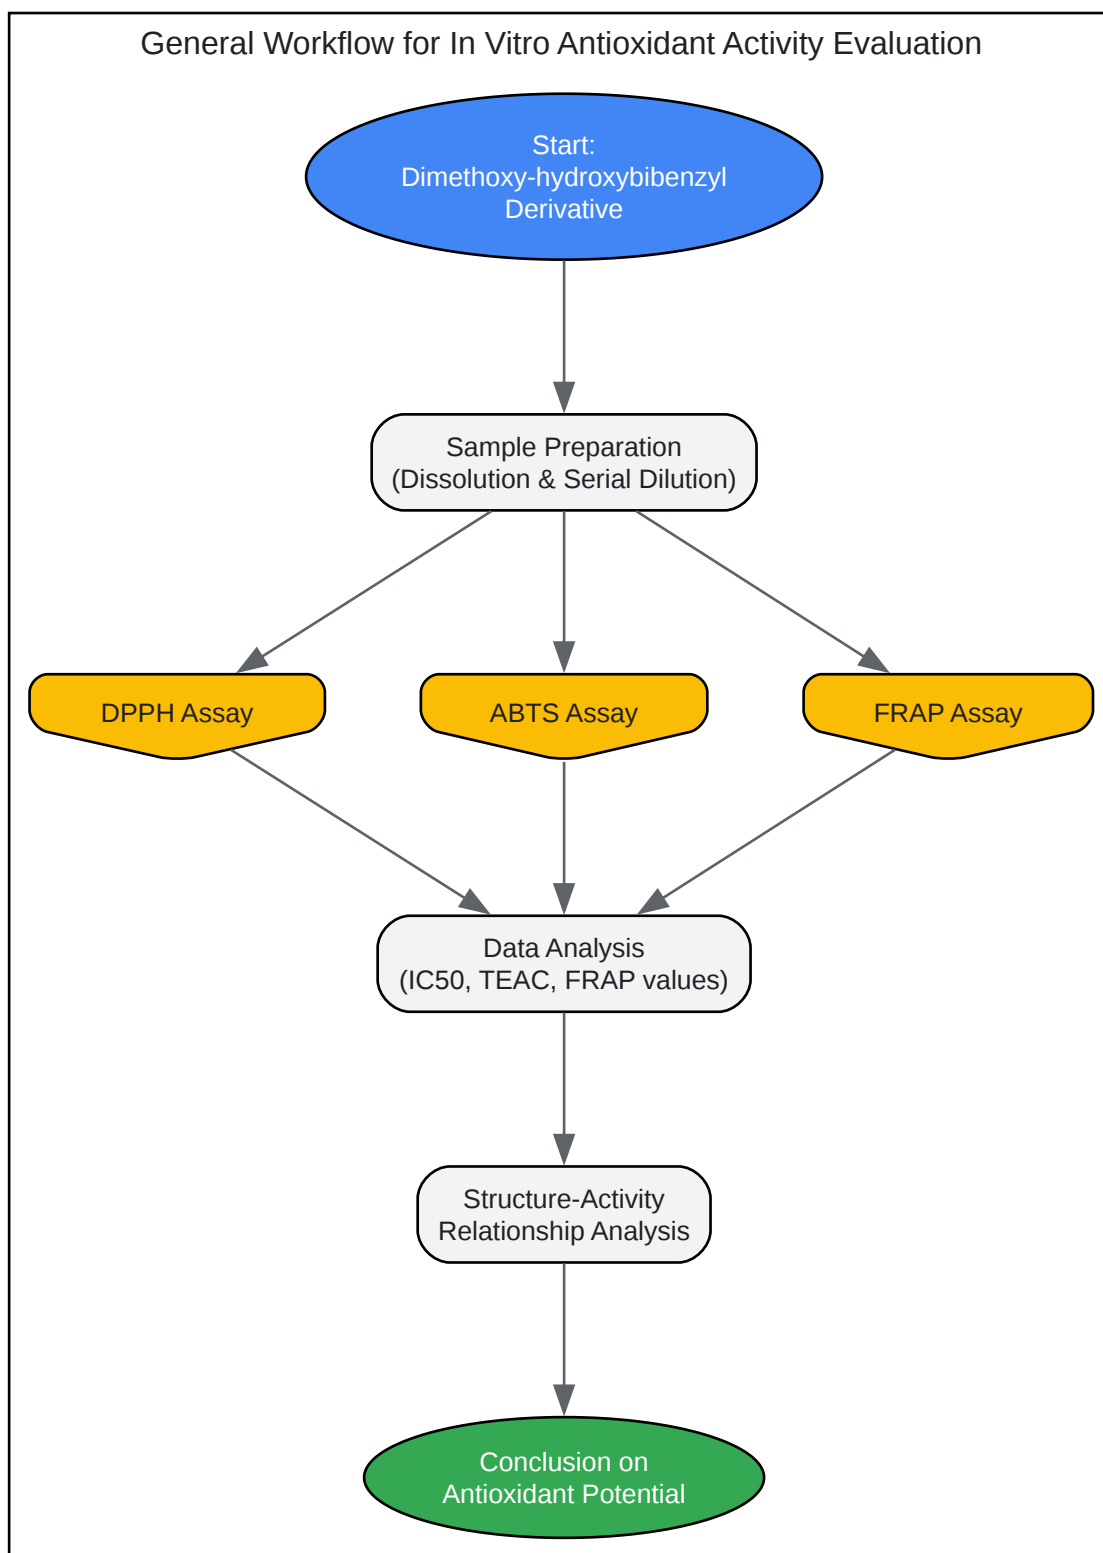 General Workflow for In Vitro Antioxidant Activity Evaluation
Start:
Dimethoxy-hydroxybibenzyl
Derivative
Sample Preparation
(Dissolution & Serial Dilution)
DPPH Assay
ABTS Assay
FRAP Assay
Data Analysis
(IC50, TEAC, FRAP values)
Structure-Activity
Relationship Analysis
Conclusion on
Antioxidant Potential